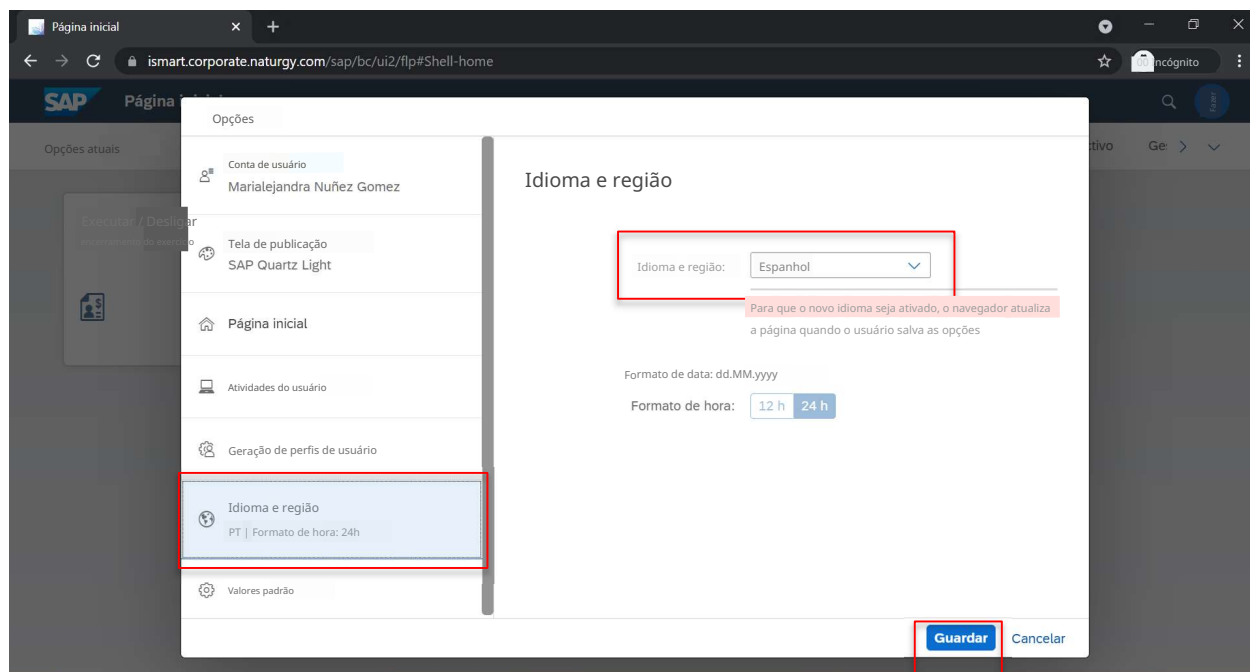 Página inicial
ismart.corporate.naturgy.com/sap/bc/ui2/flp#Shell-home
ncógnito
SAP
Página
Opções
Opções atuais
tivo
Ge
Conta de usuário
Marialejandra Nuñez Gomez
Idioma e região
Executar / Desligar
Tela de publicação
SAP Quartz Light
Idioma e região:
Espanhol
Para que o novo idioma seja ativado, o navegador atualiza
a página quando o usuário salva as opções
Página inicial
Formato de data: dd.MM.yyyy
Atividades do usuário
Formato de hora:
12 h
24 h
Geração de perfis de usuário
Idioma e região
PT | Formato de hora: 24h
Valores padrão
Guardar
Cancelar